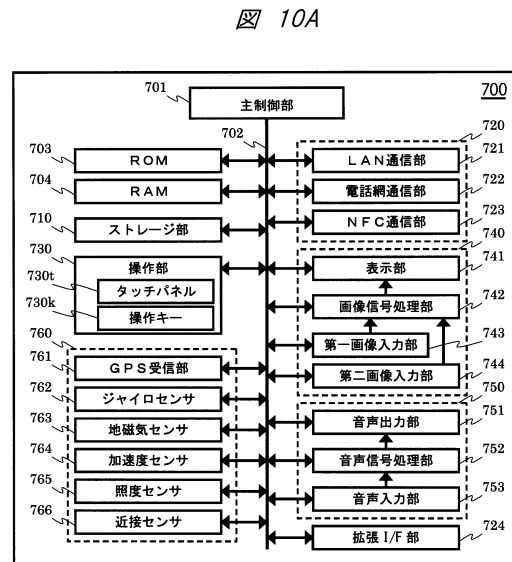 図 10A
700
701
主制御部
702
703
ROM
704
RAM
710
ストレージ部
730
操作部
730t
タッチパネル
730k
操作キー
760
761
GPS受信部
762
ジャイロセンサ
763
地磁気センサ
764
加速度センサ
765
照度センサ
766
近接センサ
720
LAN通信部
721
電話網通信部
722
NFC通信部
723
740
表示部
741
画像信号処理部
742
第一画像入力部
743
第二画像入力部
744
750
音声出力部
751
音声信号処理部
752
音声入力部
753
拡張I/F部
724